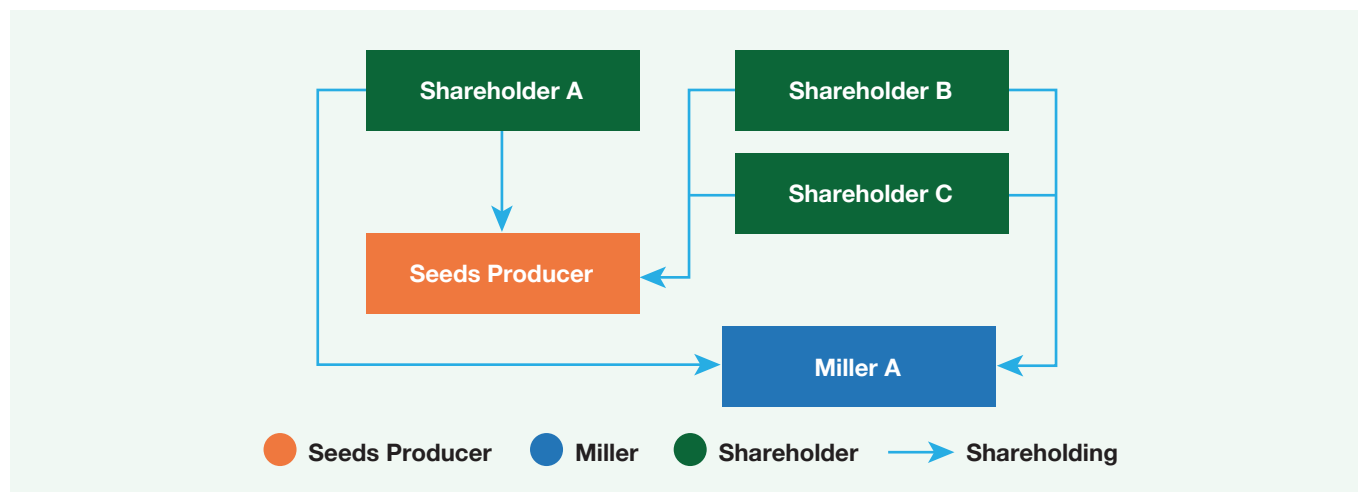 Shareholder A
Shareholder B
Shareholder C
Seeds Producer
Miller A
Seeds Producer
Miller
Shareholder
Shareholding